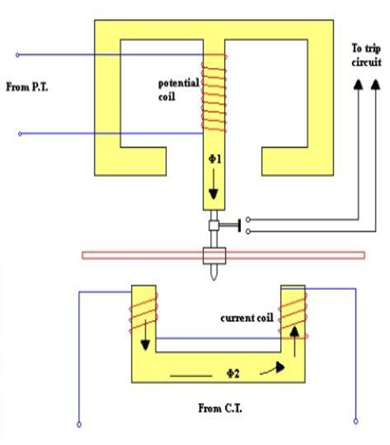 To trip
circuit
From P.T.
potential
coil
Φ1
current coil
Φ2
From C.T.